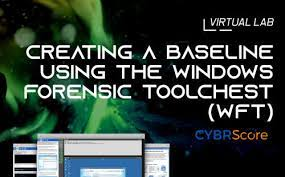 VIRTUAL LAB
CREATING A BASELINE
USING THE WINDOWS
FORENSIC TOOLCHEST
(WFT)
CYBRScore